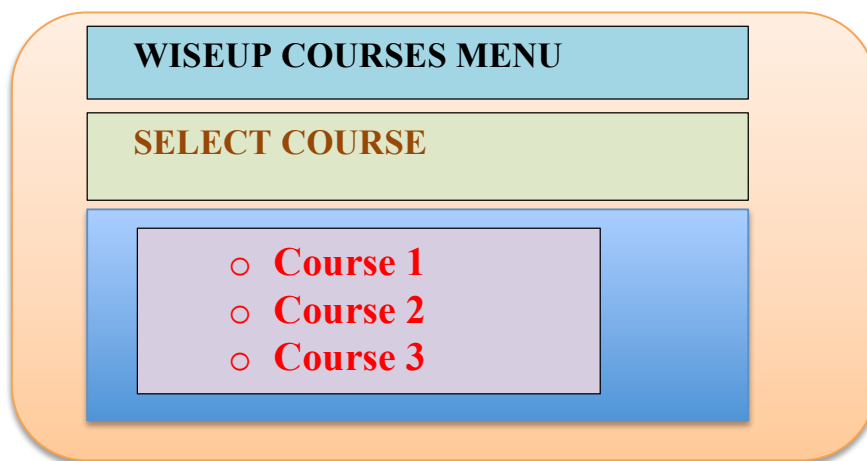 WISEUP COURSES MENU
SELECT COURSE
o Course 1
o Course 2
o Course 3